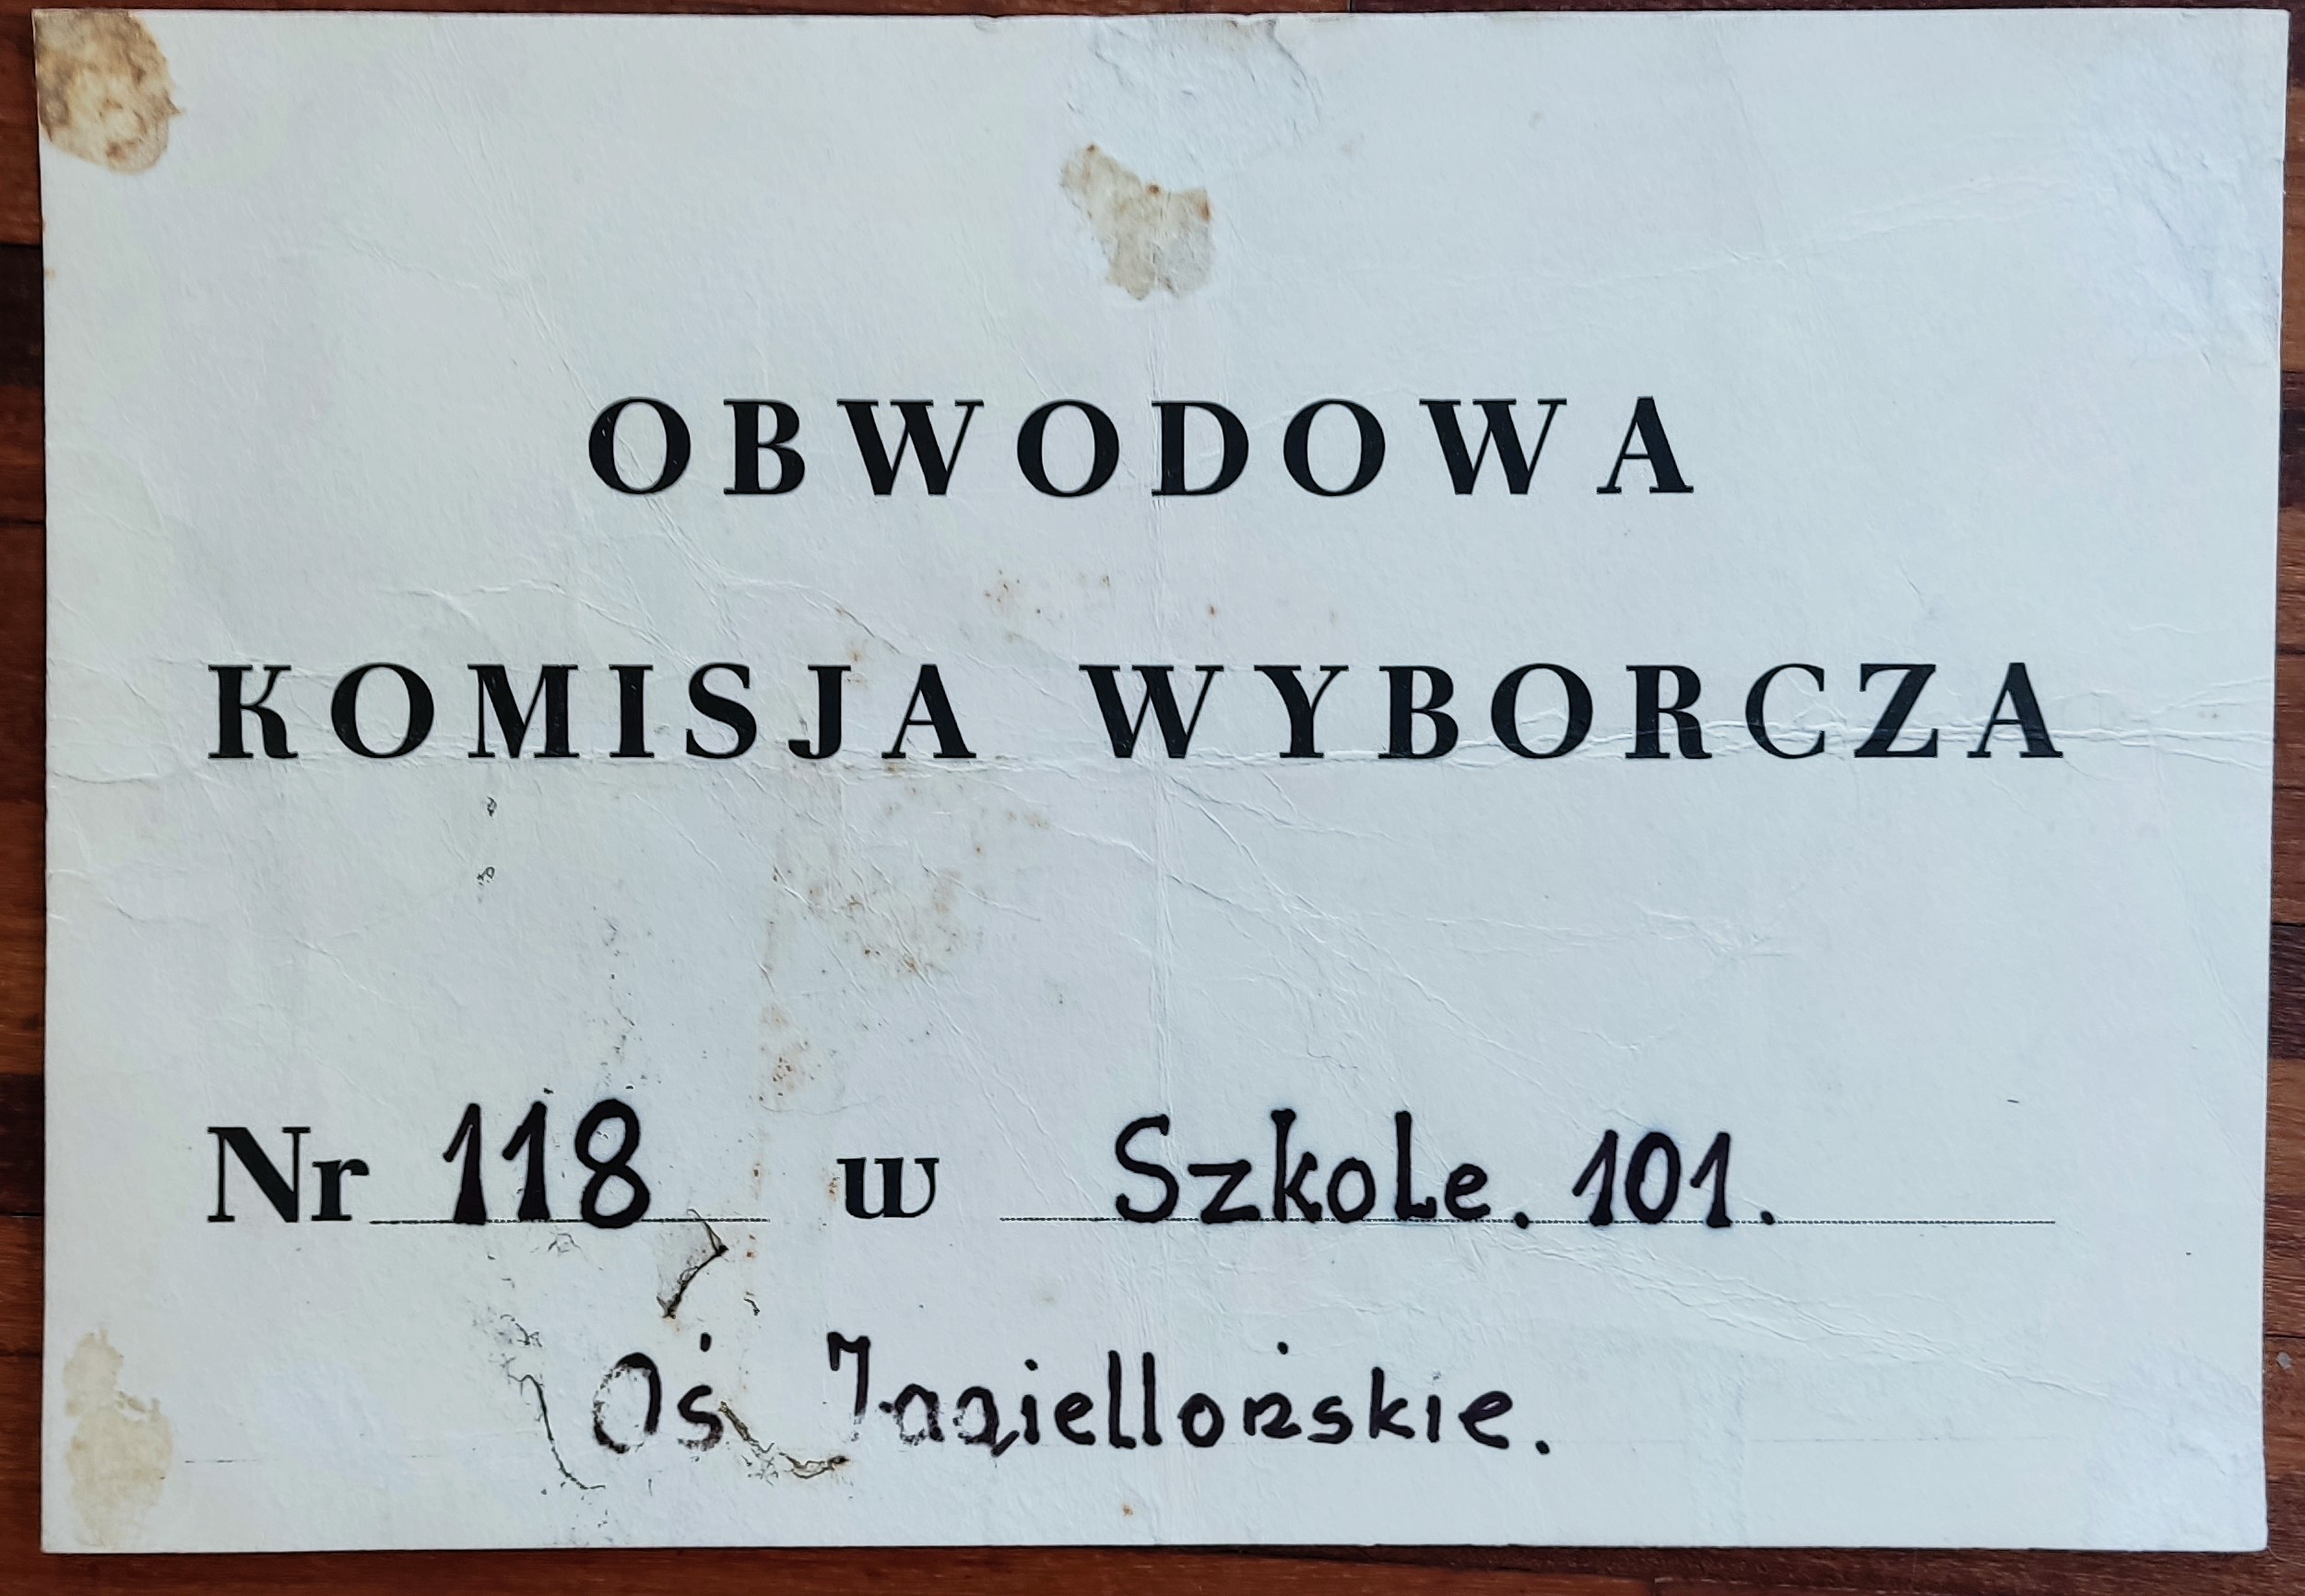 OBWODOWA
KOMISJA WYBORCZA
Nr 118 w Szkole. 101.
Oś Jagiellońskie.